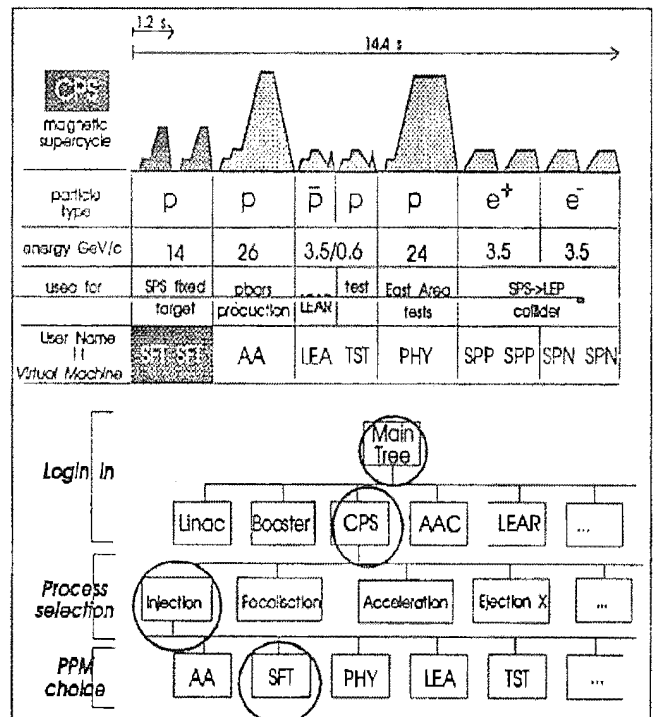 1.2 s
14.4 s
CPS
magnetic
supercycle
particle
type
p
p
p̄
p
p
e+
e-
energy GeV/c
14
26
3.5/0.6
24
3.5
3.5
used for
SPS fixed
target
pbars
production
LEAR
test
East Area
tests
SPS->LEP
collider
User Name
Virtual Machine
SFT SFT
AA
LEA
TST
PHY
SPP SPP
SPN SPN
Login in
Main
Tree
Linac
Booster
CPS
AAC
LEAR
...
Process
selection
Injection
Focalisation
Acceleration
Ejection X
...
PPM
choice
AA
SFT
PHY
LEA
TST
...